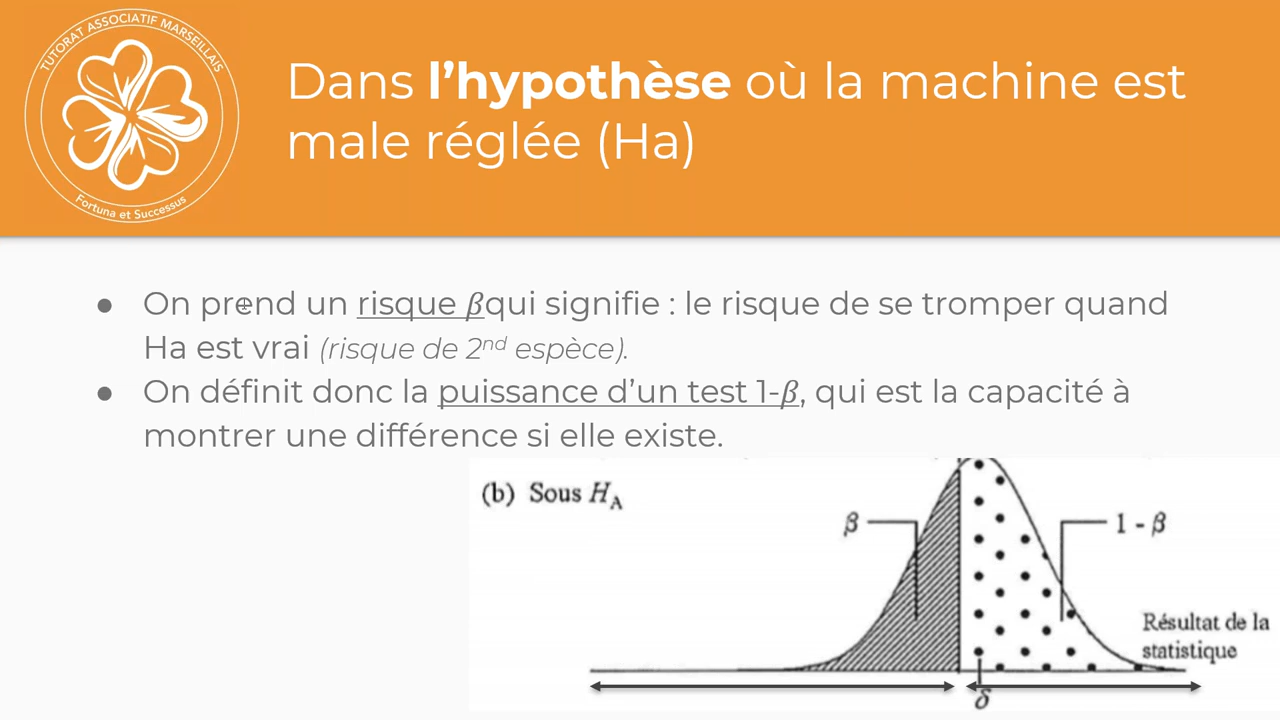 TUTORAT ASSOCIATIF MARSEILLAIS
Fortuna et Successus
Dans l'hypothèse où la machine est
male réglée (Ha)
● On prend un risque βqui signifie : le risque de se tromper quand
Ha est vrai (risque de 2nd espèce).
● On définit donc la puissance d'un test 1-β, qui est la capacité à
montrer une différence si elle existe.
(b) Sous HA
β
1 - β
Résultat de la
statistique
δ